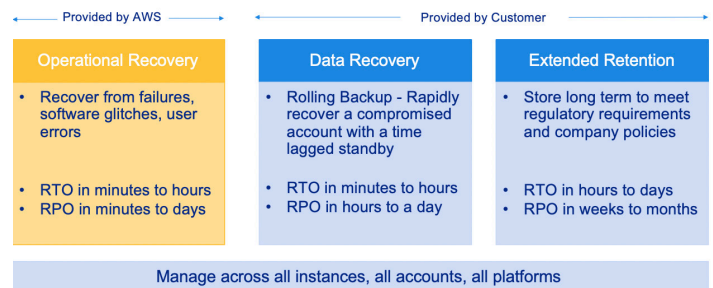 Provided by AWS
Provided by Customer
Operational Recovery
• Recover from failures,
software glitches, user
errors
• RTO in minutes to hours
• RPO in minutes to days
Data Recovery
• Rolling Backup - Rapidly
recover a compromised
account with a time
lagged standby
• RTO in minutes to hours
• RPO in hours to a day
Extended Retention
• Store long term to meet
regulatory requirements
and company policies
• RTO in hours to days
• RPO in weeks to months
Manage across all instances, all accounts, all platforms